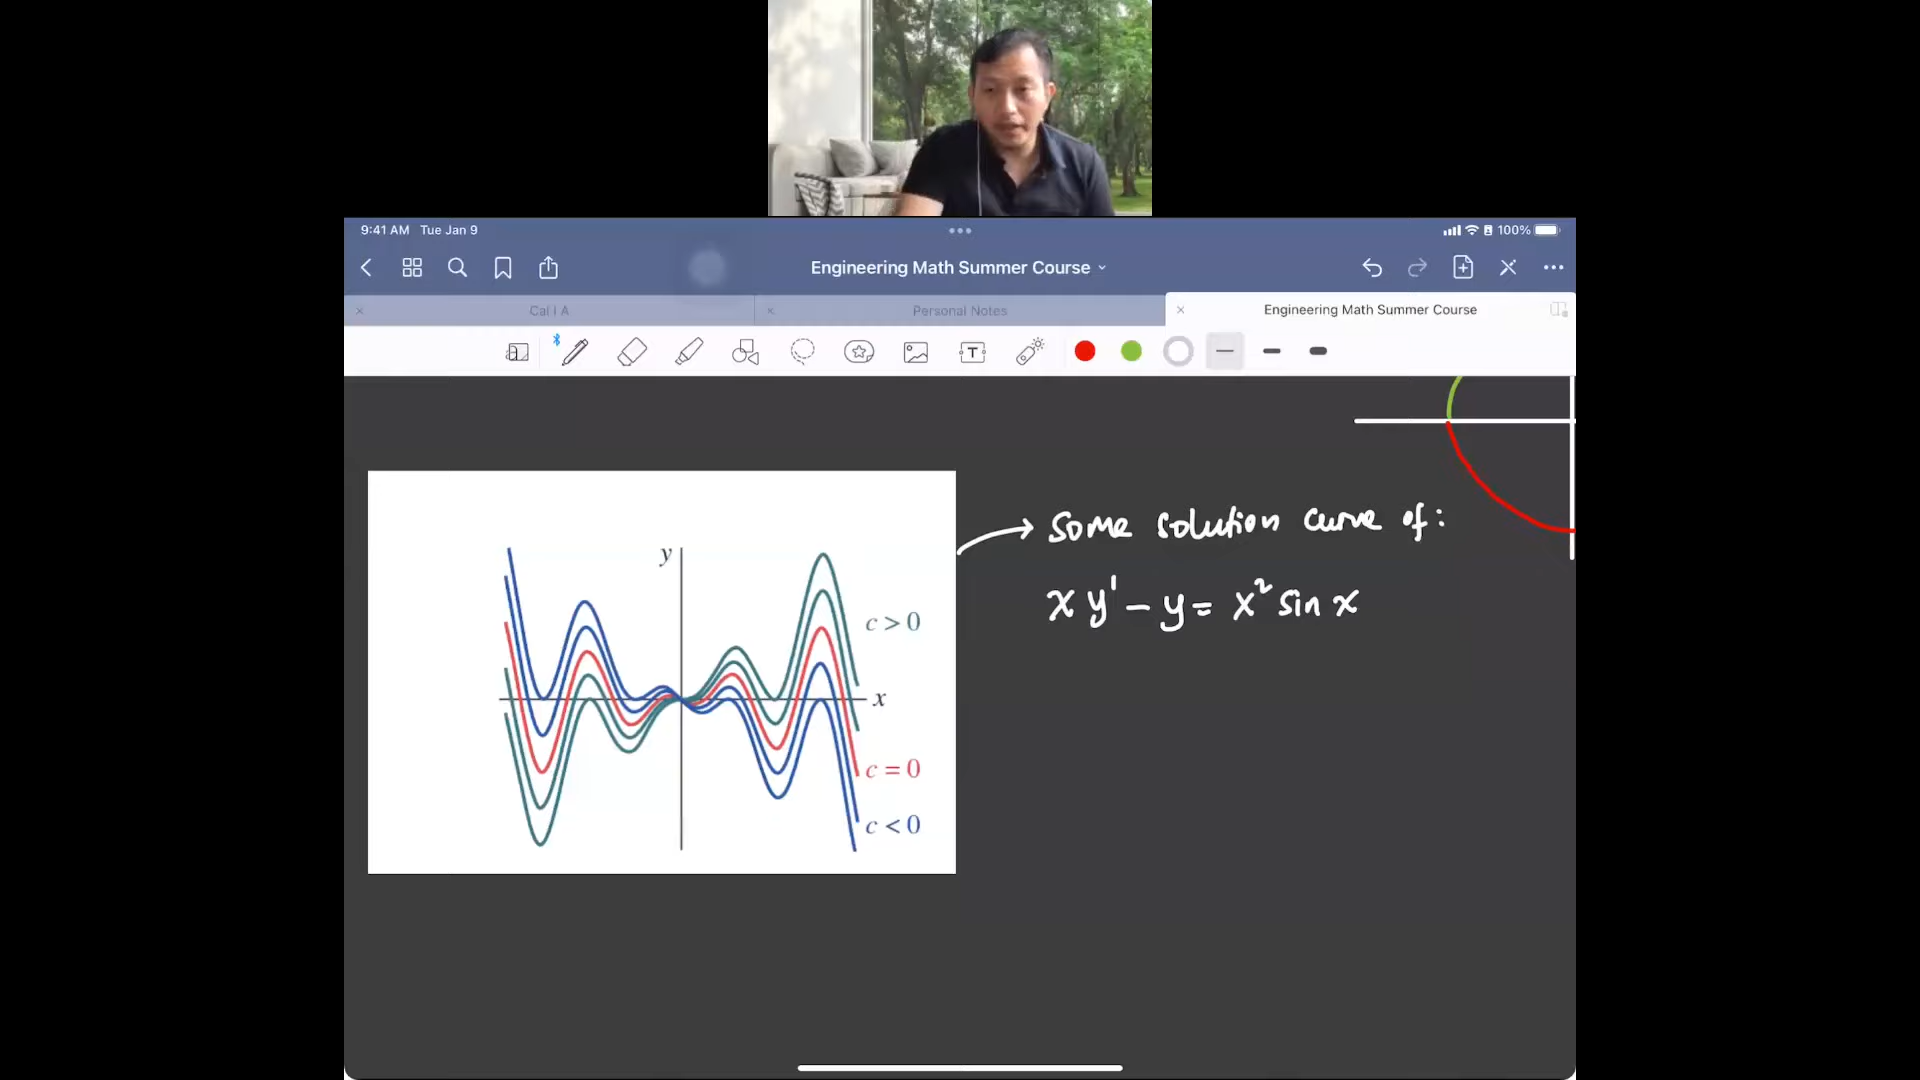 9:41 AM Tue Jan 9
100%
Engineering Math Summer Course
Cal I A
Personal Notes
Engineering Math Summer Course
T
Some solution curve of:
xy' - y = x² sin x
y
c > 0
x
c = 0
c < 0